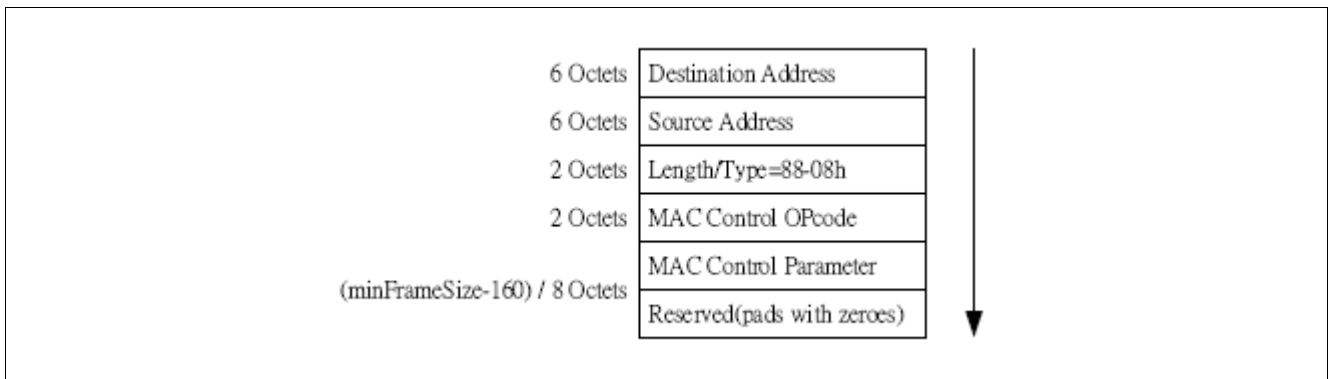 6 Octets Destination Address
6 Octets Source Address
2 Octets Length/Type=88-08h
2 Octets MAC Control OPcode
MAC Control Parameter
(minFrameSize-160) / 8 Octets
Reserved(pads with zeroes)